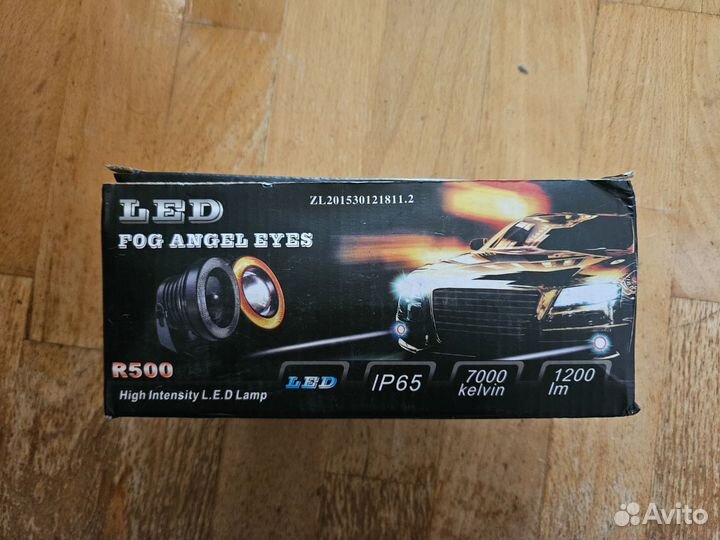 LED
ZL201530121811.2
FOG ANGEL EYES
R500
High Intensity L.E.D Lamp
LED
IP65
7000
kelvin
1200
lm
Avito